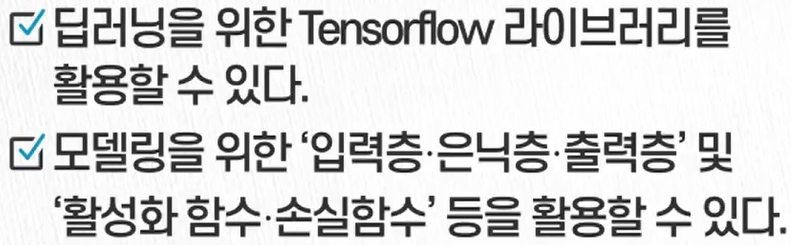 딥러닝을 위한 Tensorflow 라이브러리를
활용할 수 있다.
모델링을 위한 ‘입력층·은닉층·출력층’ 및
‘활성화 함수·손실함수’ 등을 활용할 수 있다.